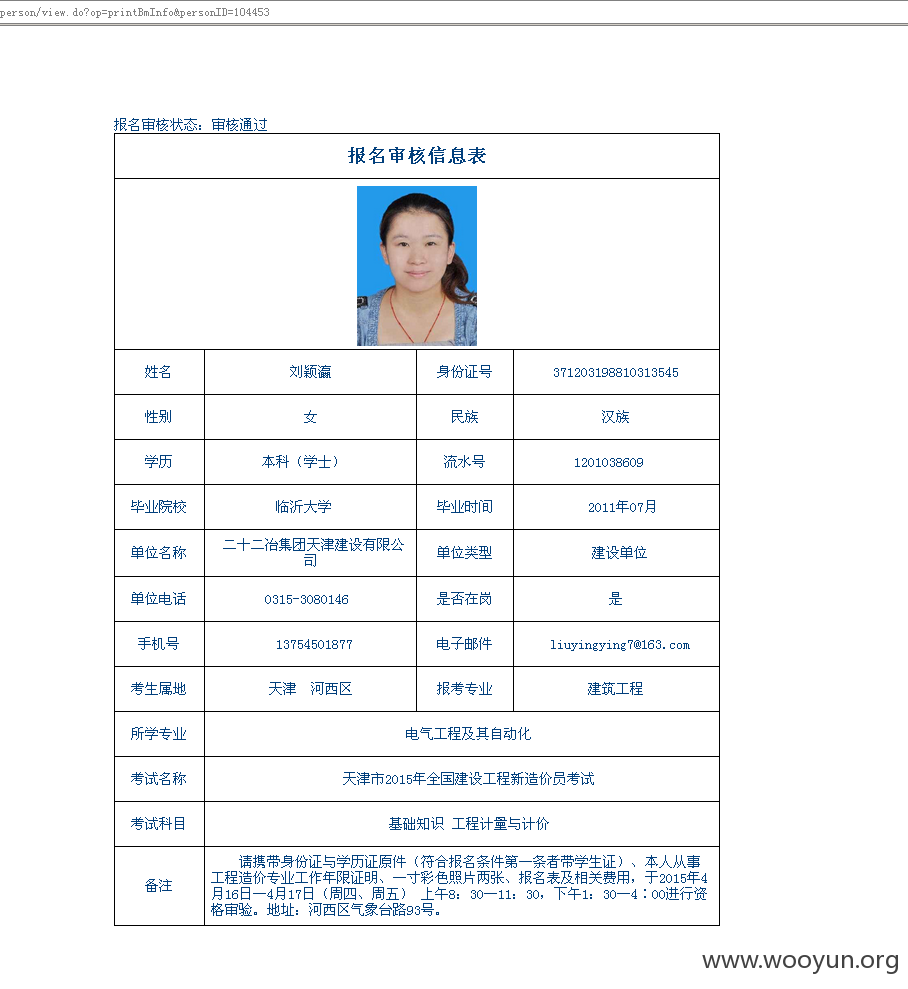 person/view.do?op=printBmInfo&personID=104453
报名审核状态：审核通过
报名审核信息表
姓名 刘颖瀛 身份证号 371203198810313545
性别 女 民族 汉族
学历 本科（学士） 流水号 1201038609
毕业院校 临沂大学 毕业时间 2011年07月
单位名称 二十二冶集团天津建设有限公
司 单位类型 建设单位
单位电话 0315-3080146 是否在岗 是
手机号 13754501877 电子邮件 liuyingying7@163.com
考生属地 天津 河西区 报考专业 建筑工程
所学专业 电气工程及其自动化
考试名称 天津市2015年全国建设工程新造价员考试
考试科目 基础知识 工程计量与计价
备注 请携带身份证与学历证原件（符合报名条件第一条者带学生证）、本人从事
工程造价专业工作年限证明、一寸彩色照片两张、报名表及相关费用，于2015年4
月16日—4月17日（周四、周五） 上午8：30—11：30，下午1：30—4：00进行资
格审验。地址：河西区气象台路93号。
www.wooyun.org